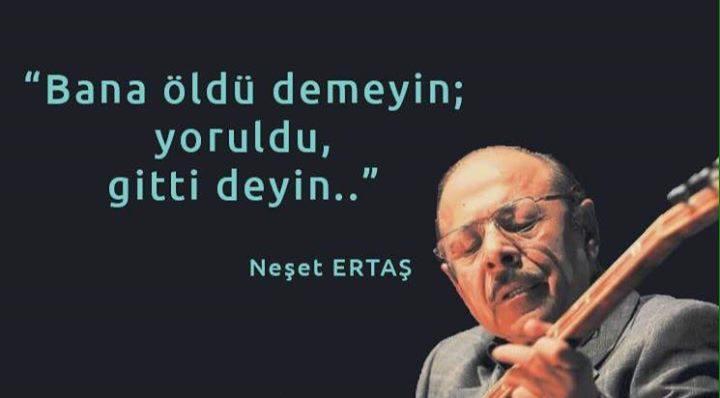 “Bana öldü demeyin;
yoruldu,
gitti deyin..”
Neşet ERTAŞ